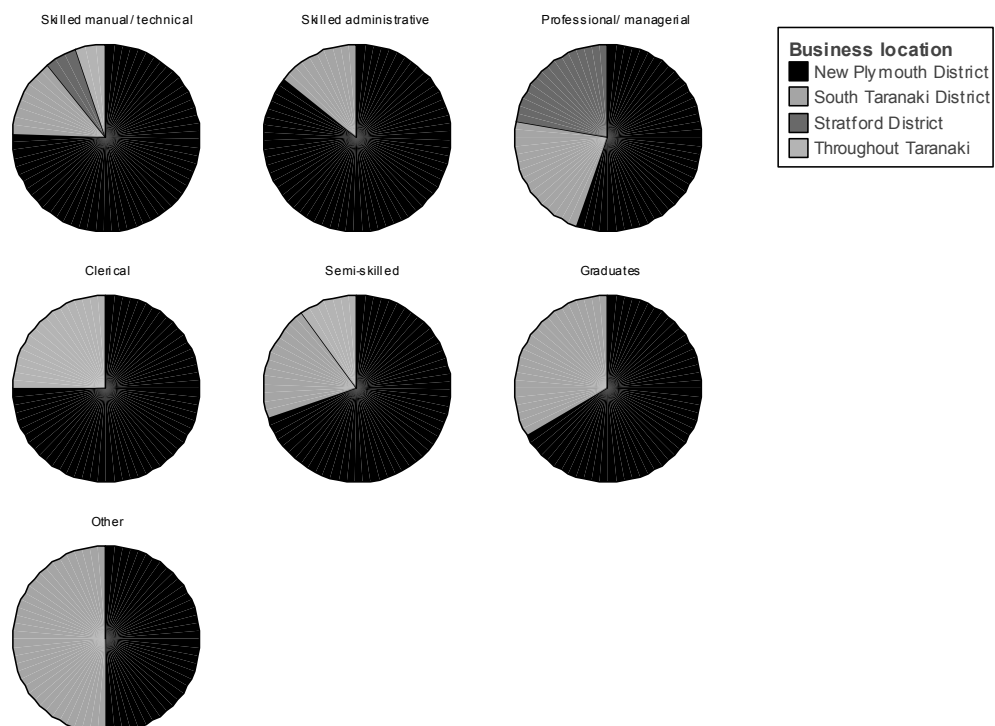 Skilled manual/ technical
Skilled administrative
Professional/ managerial
Business location
New Plymouth District
South Taranaki District
Stratford District
Throughout Taranaki
Clerical
Semi-skilled
Graduates
Other